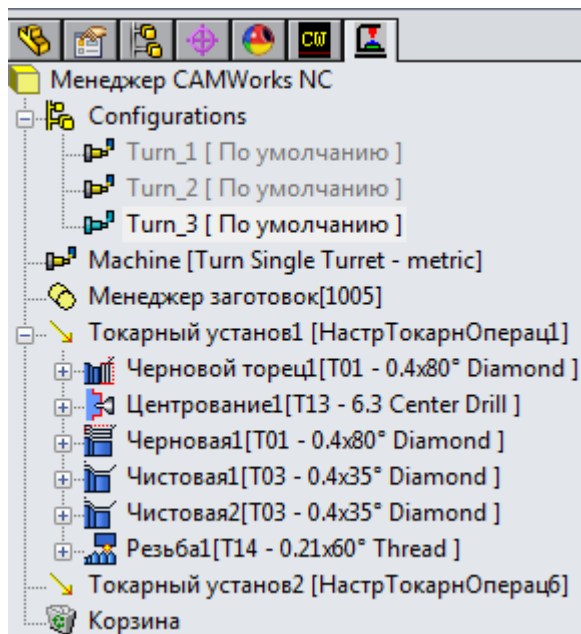 CW
Менеджер CAMWorks NC
Configurations
Turn_1 [ По умолчанию ]
Turn_2 [ По умолчанию ]
Turn_3 [ По умолчанию ]
Machine [Turn Single Turret - metric]
Менеджер заготовок[1005]
Токарный установ1 [НастрТокарнОперац1]
Черновой торец1[T01 - 0.4x80° Diamond ]
Центрование1[T13 - 6.3 Center Drill ]
Черновая1[T01 - 0.4x80° Diamond ]
Чистовая1[T03 - 0.4x35° Diamond ]
Чистовая2[T03 - 0.4x35° Diamond ]
Резьба1[T14 - 0.21x60° Thread ]
Токарный установ2 [НастрТокарнОперац6]
Корзина